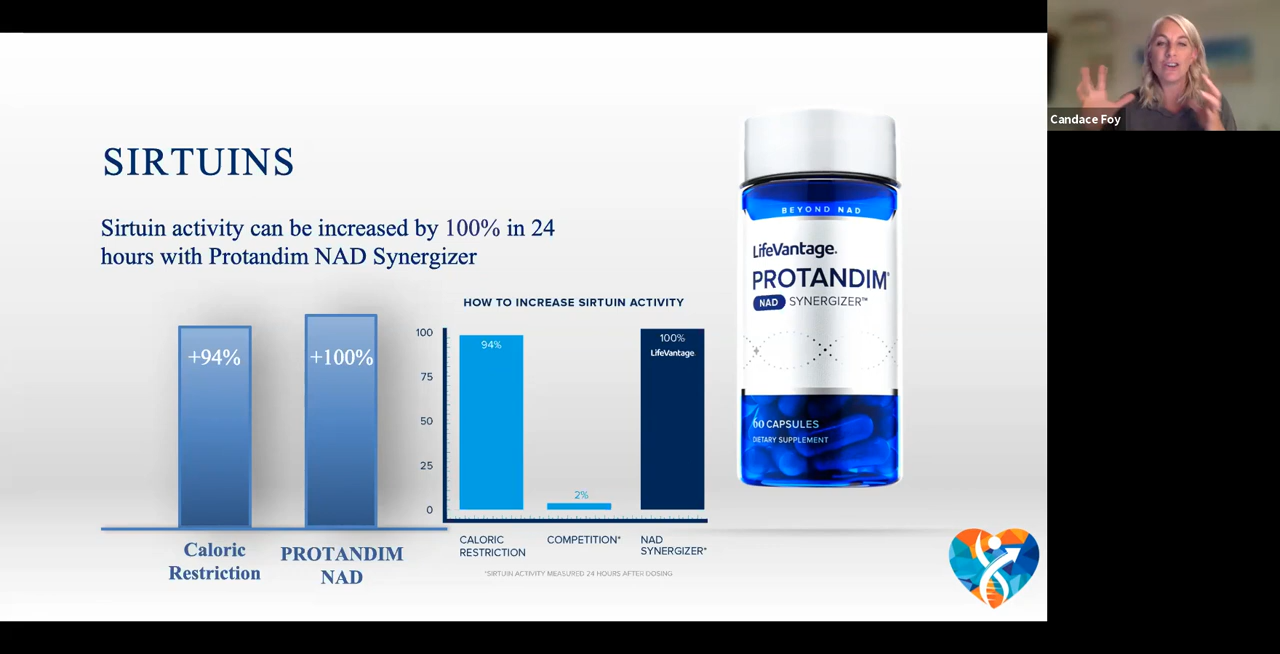 Candace Foy
SIRTUINS
Sirtuin activity can be increased by 100% in 24
hours with Protandim NAD Synergizer
+94%
+100%
Caloric
Restriction
PROTANDIM
NAD
HOW TO INCREASE SIRTUIN ACTIVITY
100
75
50
25
0
94%
2%
100%
LifeVantage.
CALORIC
RESTRICTION
COMPETITION*
NAD
SYNERGIZER*
*SIRTUIN ACTIVITY MEASURED 24 HOURS AFTER DOSING
BEYOND NAD
LifeVantage.
PROTANDIM®
NAD SYNERGIZER™
60 CAPSULES
DIETARY SUPPLEMENT